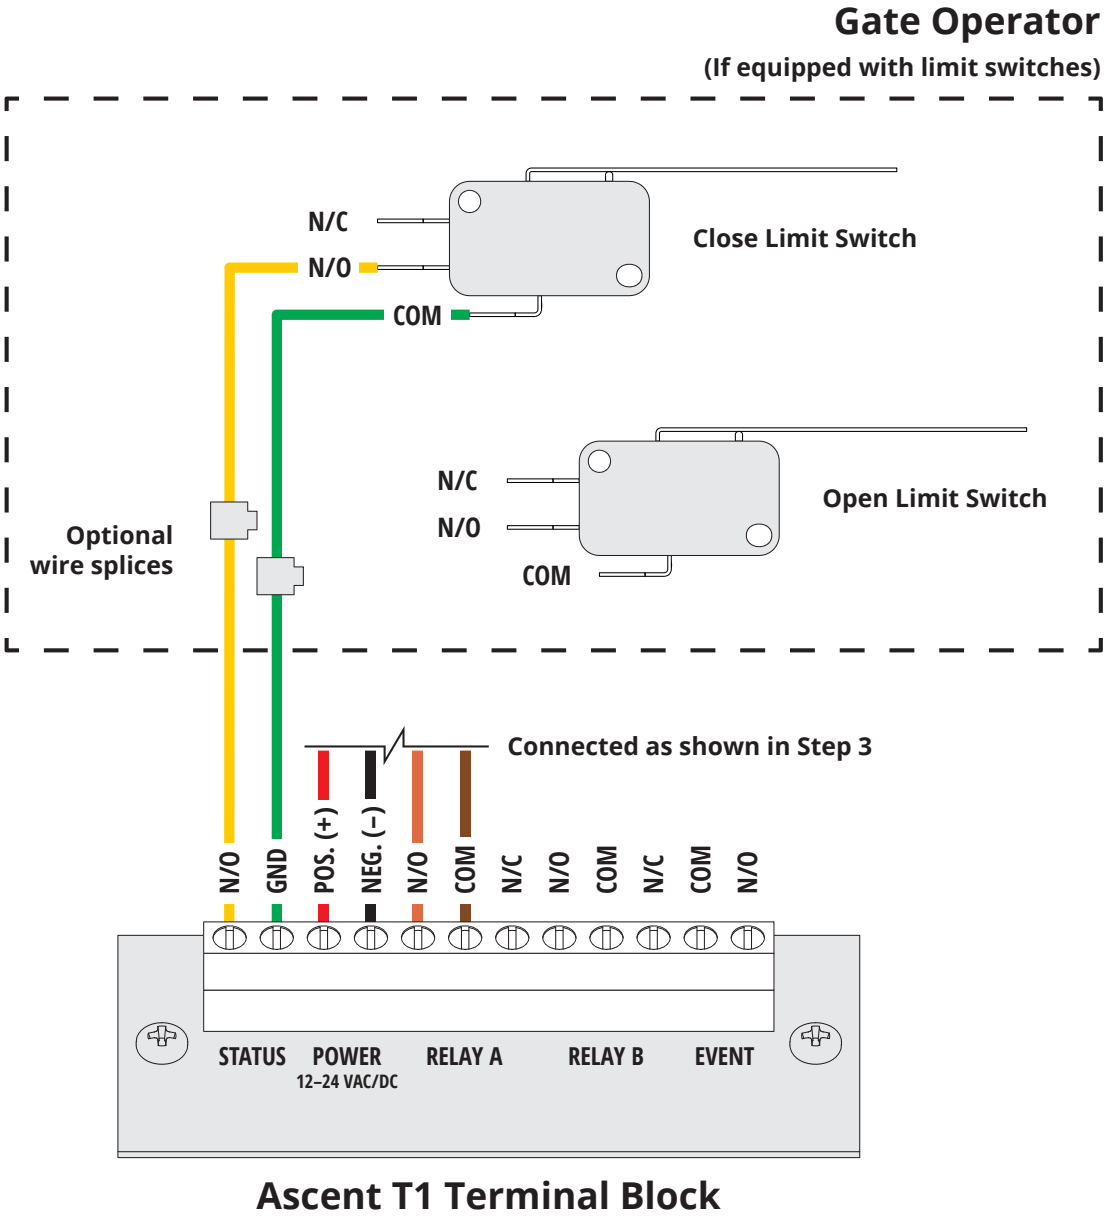 Gate Operator
(If equipped with limit switches)
N/C
Close Limit Switch
N/O
COM
N/C
Open Limit Switch
N/O
Optional
wire splices
COM
Connected as shown in Step 3
N/O
GND
POS. (+)
NEG. (–)
N/O
COM
N/C
N/O
COM
N/C
COM
N/O
STATUS
POWER
12–24 VAC/DC
RELAY A
RELAY B
EVENT
Ascent T1 Terminal Block